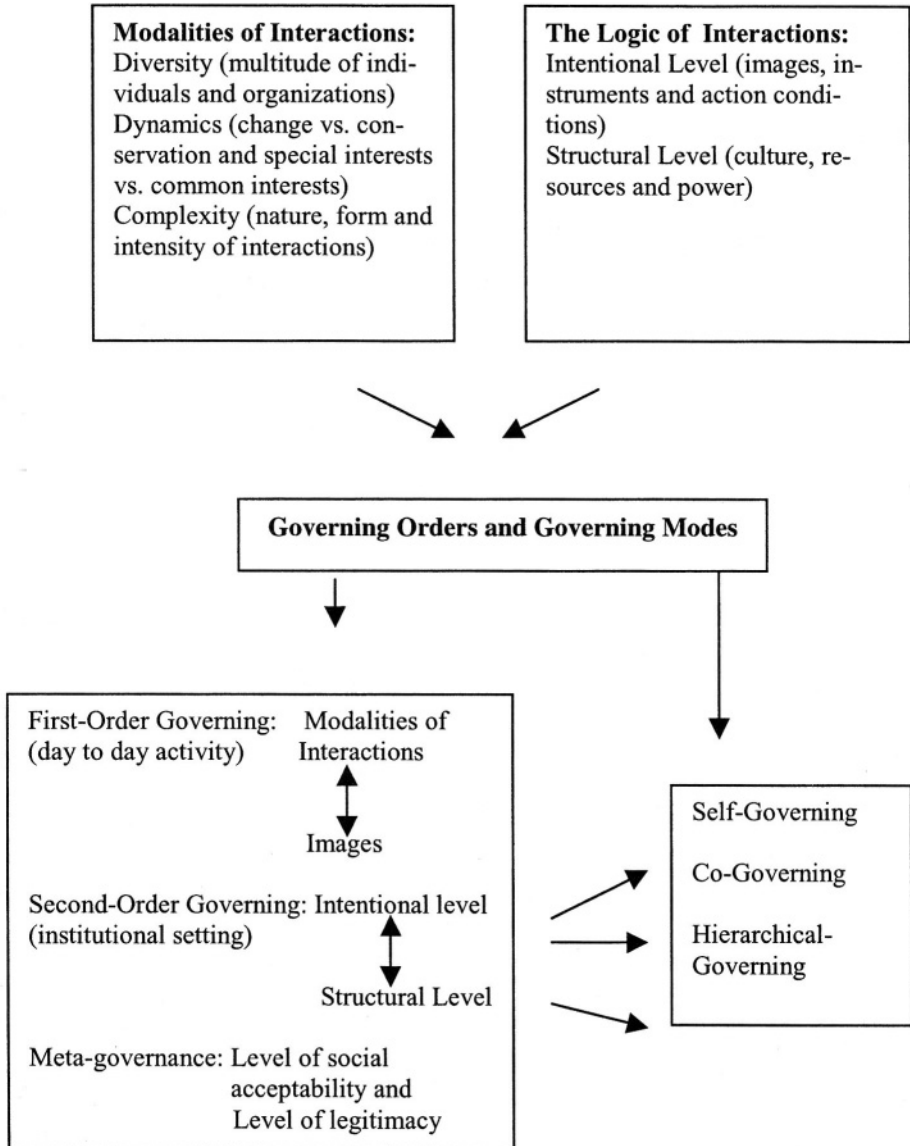 Modalities of Interactions:
Diversity (multitude of indi-
viduals and organizations)
Dynamics (change vs. con-
servation and special interests
vs. common interests)
Complexity (nature, form and
intensity of interactions)
The Logic of Interactions:
Intentional Level (images, in-
struments and action condi-
tions)
Structural Level (culture, re-
sources and power)
Governing Orders and Governing Modes
First-Order Governing: Modalities of
(day to day activity) Interactions
Images
Second-Order Governing: Intentional level
(institutional setting)
Structural Level
Meta-governance: Level of social
acceptability and
Level of legitimacy
Self-Governing
Co-Governing
Hierarchical-
Governing